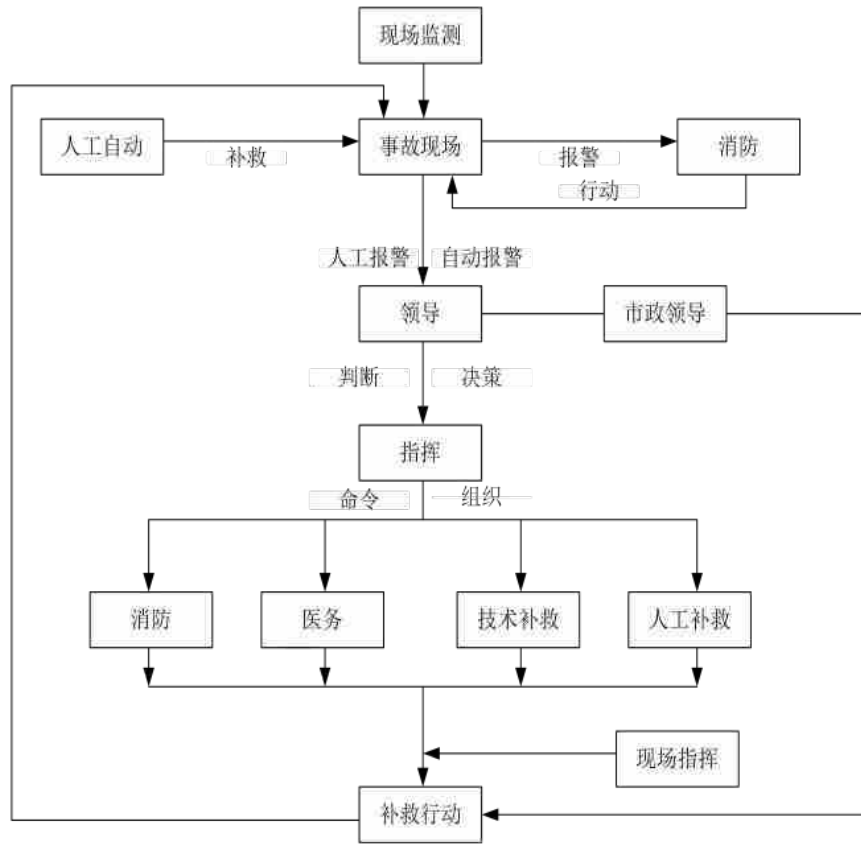 现场监测
人工自动
补救
事故现场
报警
消防
行动
人工报警
自动报警
领导
市政领导
判断
决策
指挥
命令
组织
消防
医务
技术补救
人工补救
现场指挥
补救行动